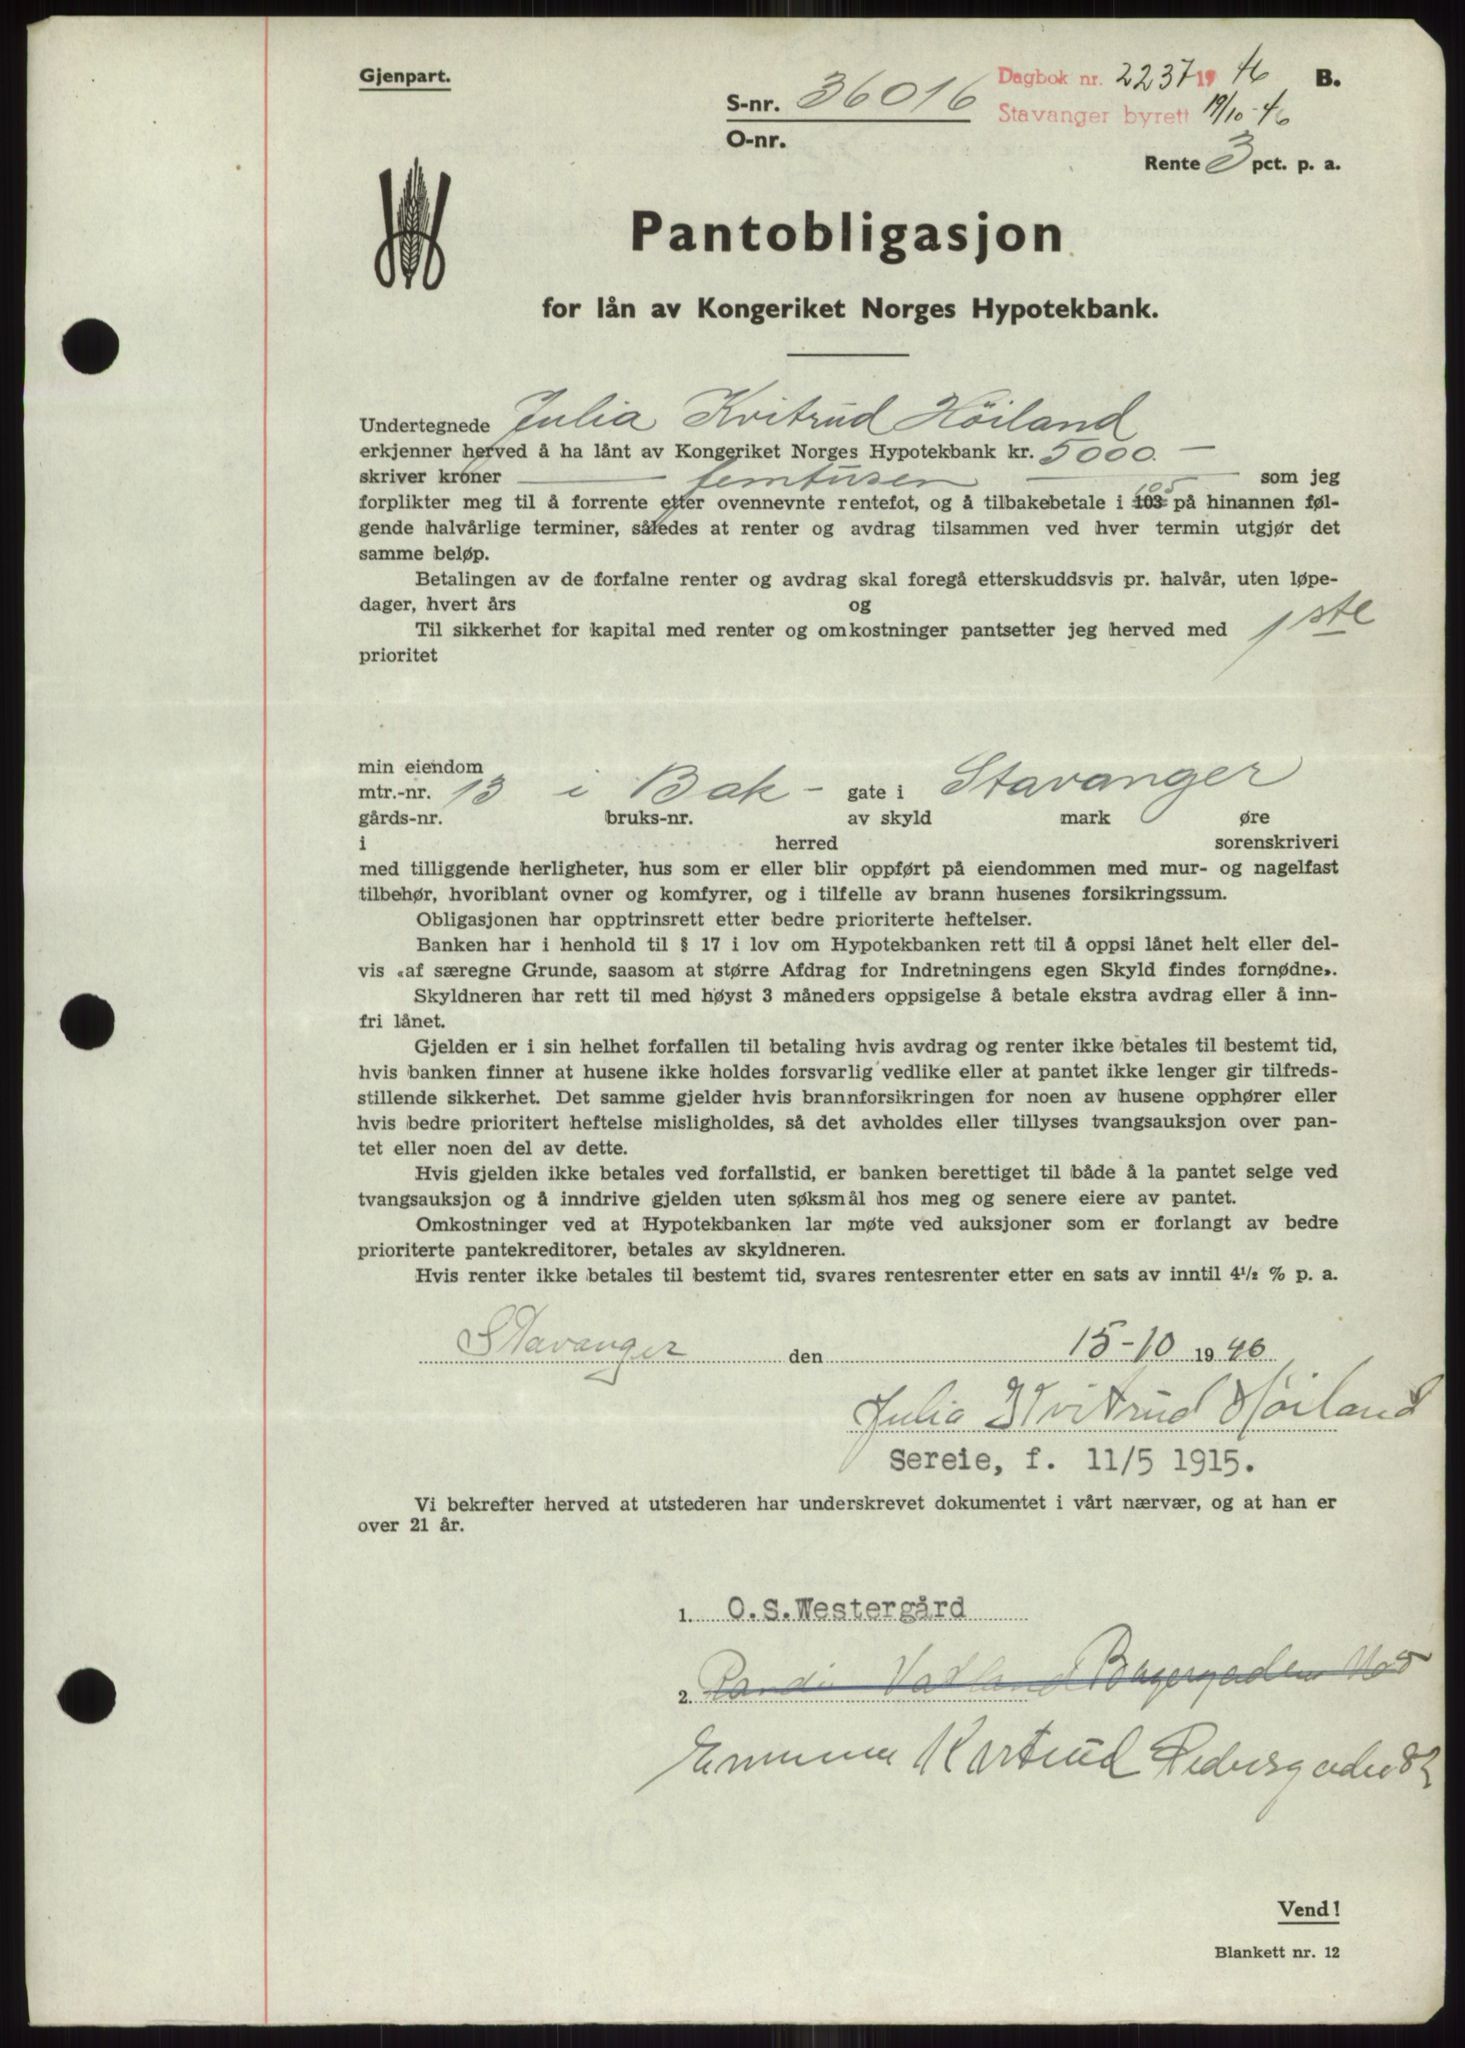 Gjenpart.
Dagbok nr. 2237 19 46 B.
S-nr. 36016
Stavanger byrett 19/10-46
O-nr.
Rente 3 pct. p. a.
Pantobligasjon
for lån av Kongeriket Norges Hypotekbank.
Undertegnede Julia Kvitrud Höiland
erkjenner herved å ha lånt av Kongeriket Norges Hypotekbank kr. 5000.—
skriver kroner — femtusen — som jeg
forplikter meg til å forrente etter ovennevnte rentefot, og å tilbakebetale i 103 105 på hinannen føl-
gende halvårlige terminer, således at renter og avdrag tilsammen ved hver termin utgjør det
samme beløp.
Betalingen av de forfalne renter og avdrag skal foregå etterskuddsvis pr. halvår, uten løpe-
dager, hvert års og
Til sikkerhet for kapital med renter og omkostninger pantsetter jeg herved med 1ste
prioritet
min eiendom
mtr.-nr. 13 i Bak- gate i Stavanger
gårds-nr. bruks-nr. av skyld mark øre
i herred sorenskriveri
med tilliggende herligheter, hus som er eller blir oppført på eiendommen med mur- og nagelfast
tilbehør, hvoriblant ovner og komfyrer, og i tilfelle av brann husenes forsikringssum.
Obligasjonen har opptrinsrett etter bedre prioriterte heftelser.
Banken har i henhold til § 17 i lov om Hypotekbanken rett til å oppsi lånet helt eller del-
vis «af særegne Grunde, saasom at større Afdrag for Indretningens egen Skyld findes fornødne».
Skyldneren har rett til med høyst 3 måneders oppsigelse å betale ekstra avdrag eller å inn-
fri lånet.
Gjelden er i sin helhet forfallen til betaling hvis avdrag og renter ikke betales til bestemt tid,
hvis banken finner at husene ikke holdes forsvarlig vedlike eller at pantet ikke lenger gir tilfreds-
stillende sikkerhet. Det samme gjelder hvis brannforsikringen for noen av husene opphører eller
hvis bedre prioritert heftelse misligholdes, så det avholdes eller tillyses tvangsauksjon over pan-
tet eller noen del av dette.
Hvis gjelden ikke betales ved forfallstid, er banken berettiget til både å la pantet selge ved
tvangsauksjon og å inndrive gjelden uten søksmål hos meg og senere eiere av pantet.
Omkostninger ved at Hypotekbanken lar møte ved auksjoner som er forlangt av bedre
prioriterte pantekreditorer, betales av skyldneren.
Hvis renter ikke betales til bestemt tid, svares rentesrenter etter en sats av inntil 4½ % p. a.
Stavanger den 15-10 1946
Julia Kvitrud Höiland
Sereie, f. 11/5 1915.
Vi bekrefter herved at utstederen har underskrevet dokumentet i vårt nærvær, og at han er
over 21 år.
1. O.S.Westergård
2. Vatland
Kvitrud Pedersgaden 82
Vend!
Blankett nr. 12